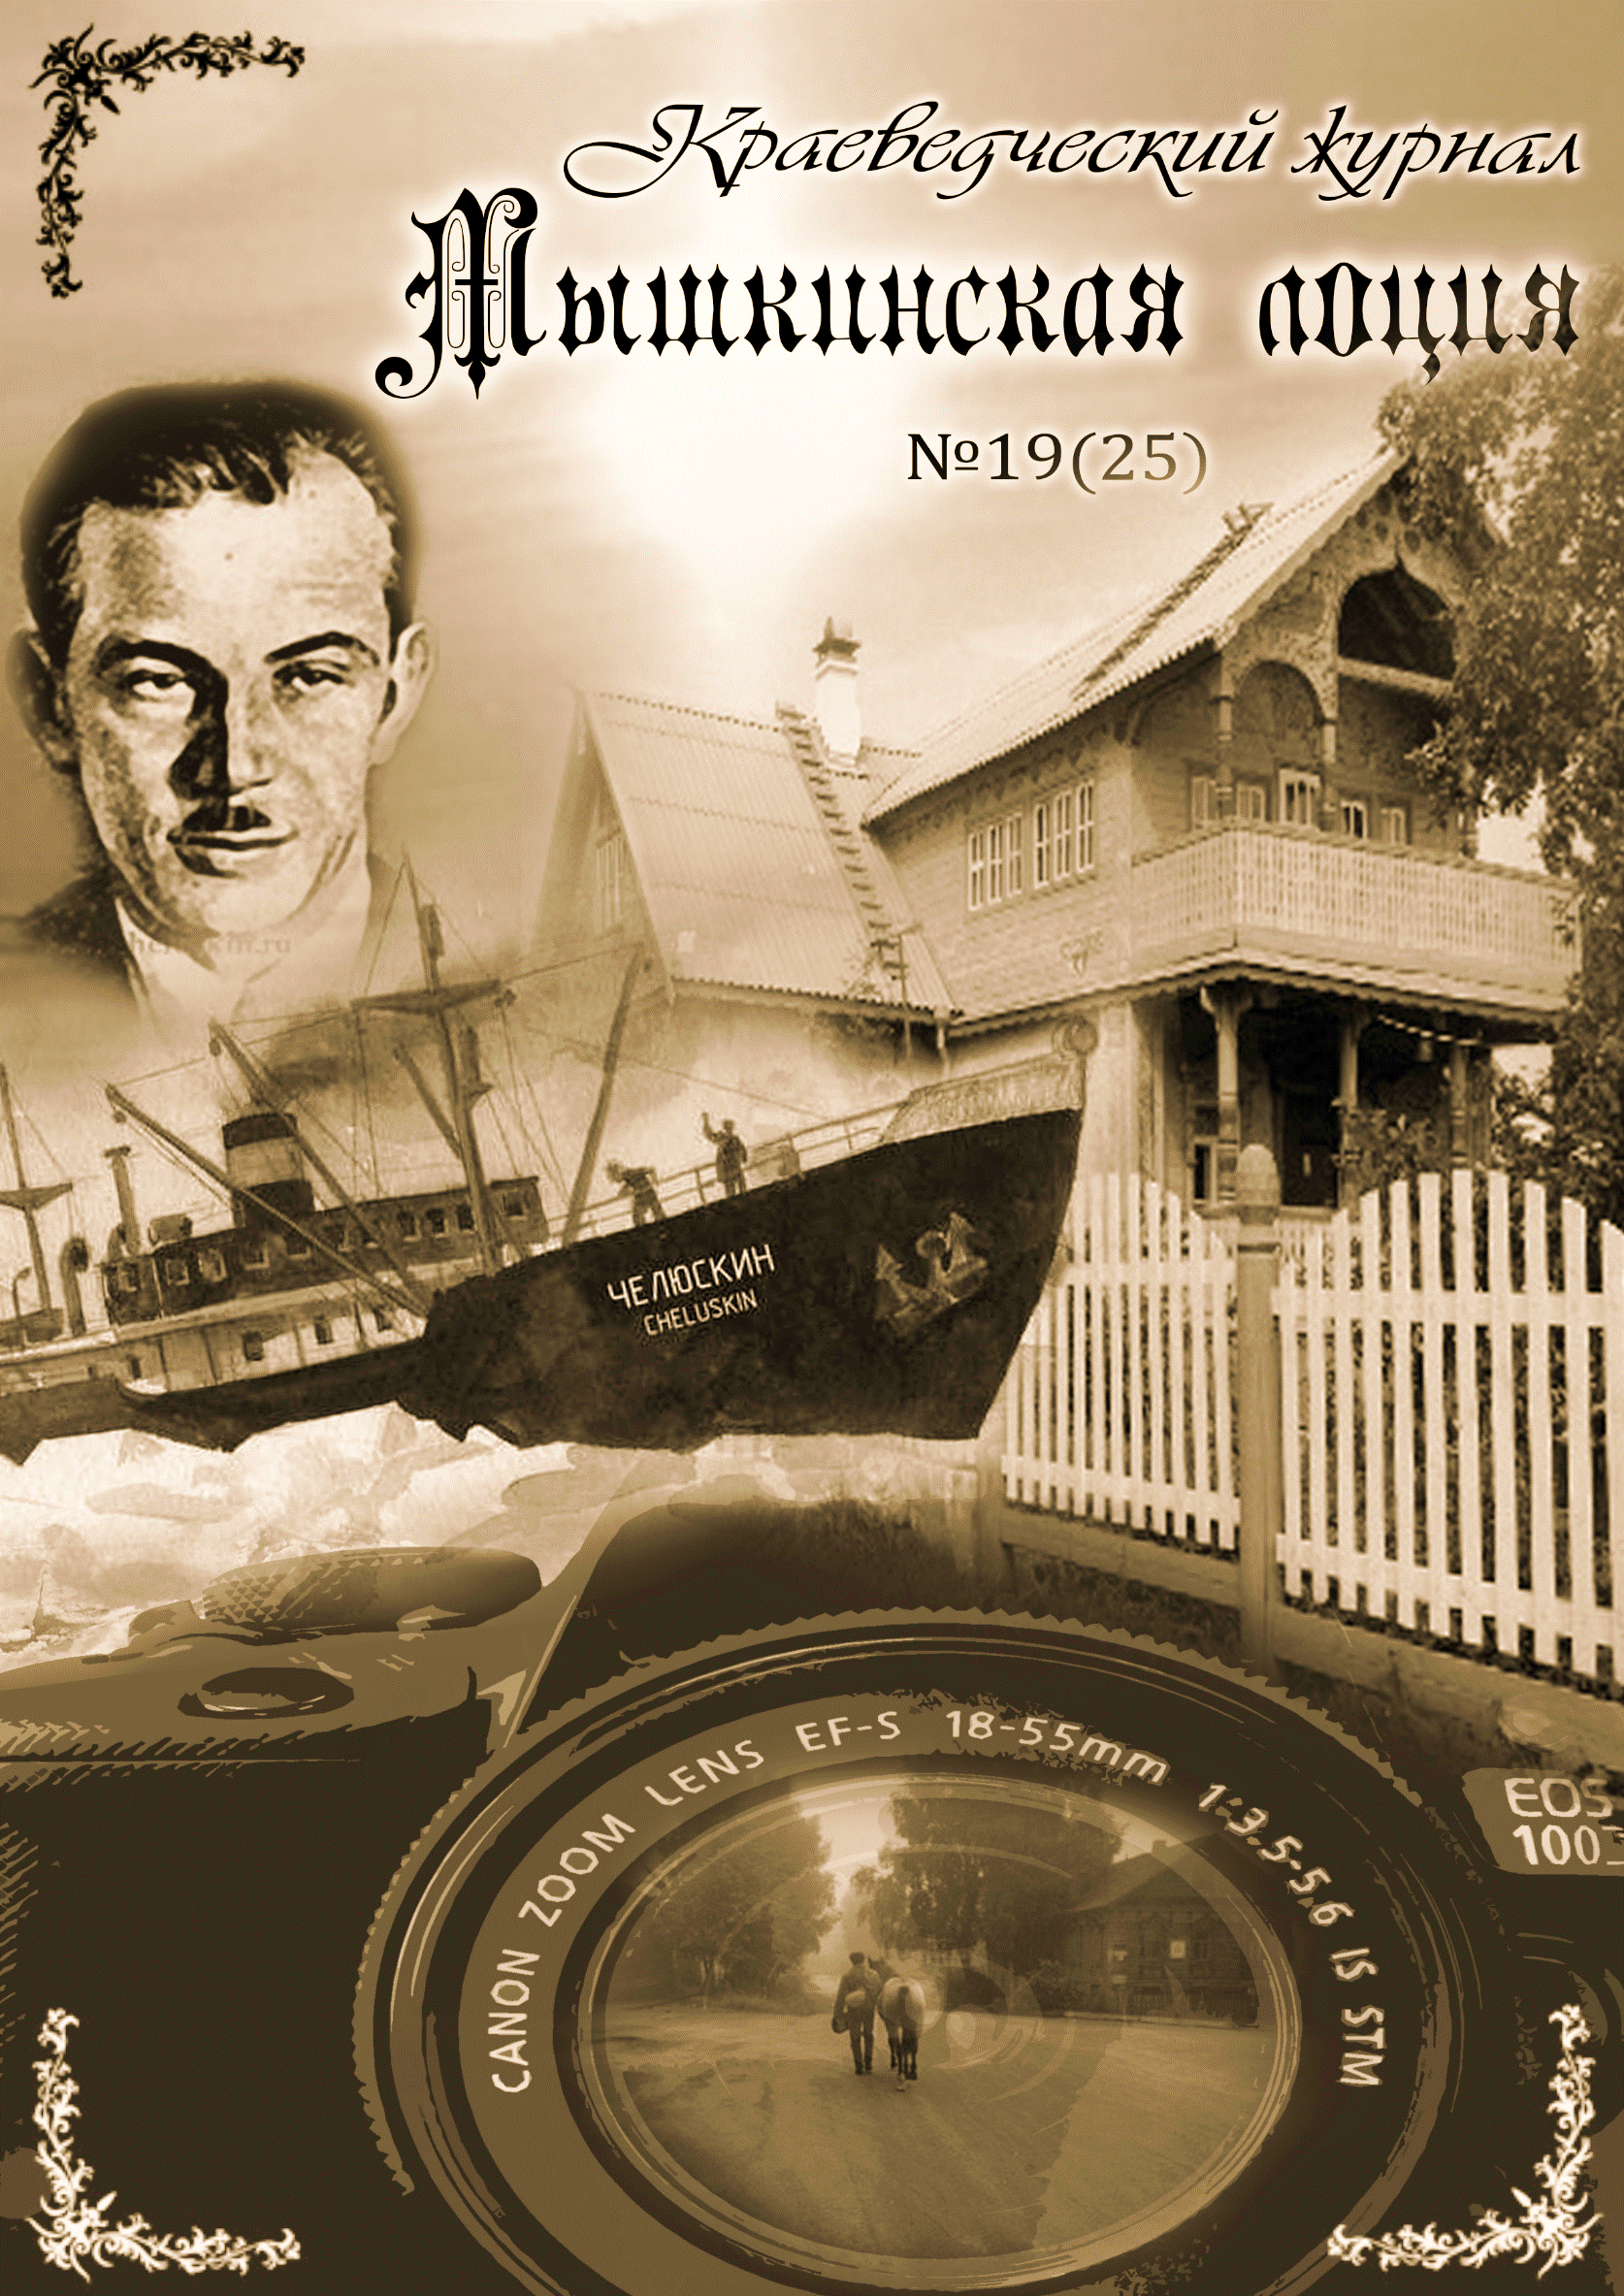 Краеведческий журнал
Мышкинская лоция
№19(25)
ЧЕЛЮСКИН
CHELUSKIN
CANON ZOOM LENS EF-S 18-55mm 1:3.5-5.6 IS STM
EOS
100